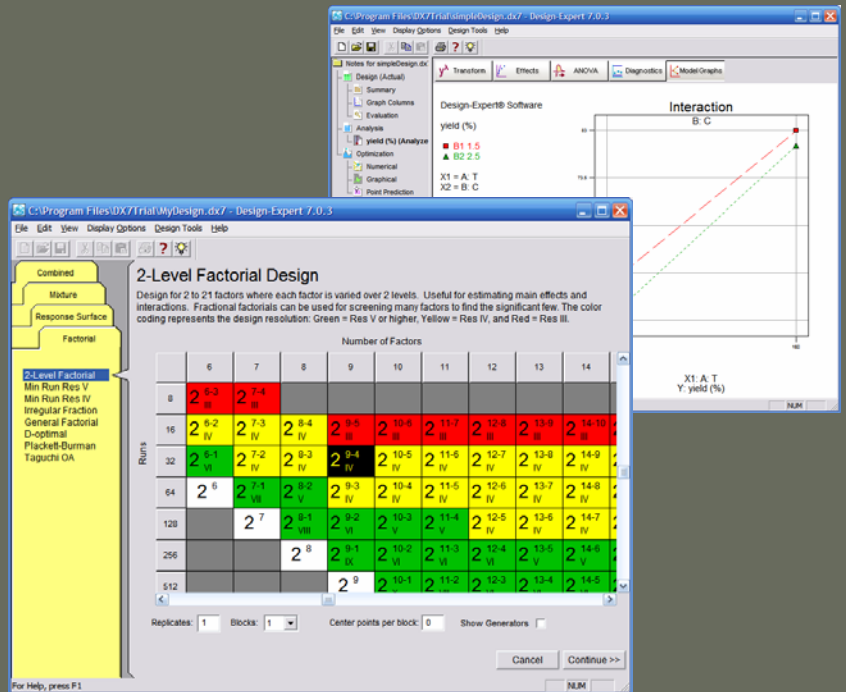 C:\Program Files\DX7Trial\simpleDesign.dx7 - Design-Expert 7.0.3
File Edit View Display Options Design Tools Help
Notes for simpleDesign.dx
Design (Actual)
Summary
Graph Columns
Evaluation
Analysis
yield (%) (Analyze
Optimization
Numerical
Graphical
Point Prediction
Transform
Effects
ANOVA
Diagnostics
Model Graphs
Design-Expert® Software
yield (%)
B1 1.5
B2 2.5
X1 = A: T
X2 = B: C
Interaction
B: C
X1: A: T
Y: yield (%)
NUM
C:\Program Files\DX7Trial\MyDesign.dx7 - Design-Expert 7.0.3
File Edit View Display Options Design Tools Help
Combined
Mixture
Response Surface
Factorial
2-Level Factorial
Min Run Res V
Min Run Res IV
Irregular Fraction
General Factorial
D-optimal
Plackett-Burman
Taguchi OA
2-Level Factorial Design
Design for 2 to 21 factors where each factor is varied over 2 levels. Useful for estimating main effects and
interactions. Fractional factorials can be used for screening many factors to find the significant few. The color
coding represents the design resolution: Green = Res V or higher, Yellow = Res IV, and Red = Res III.
Number of Factors
6 7 8 9 10 11 12 13 14
Runs
8 2 6-3 III 2 7-4 III
16 2 6-2 IV 2 7-3 IV 2 8-4 IV 2 9-5 III 2 10-6 III 2 11-7 III 2 12-8 III 2 13-9 III 2 14-10 III
32 2 6-1 VI 2 7-2 IV 2 8-3 IV 2 9-4 IV 2 10-5 IV 2 11-6 IV 2 12-7 IV 2 13-8 IV 2 14-9 IV
64 2 6 2 7-1 VII 2 8-2 V 2 9-3 IV 2 10-4 IV 2 11-5 IV 2 12-6 IV 2 13-7 IV 2 14-8 IV
128 2 7 2 8-1 VIII 2 9-2 VI 2 10-3 V 2 11-4 V 2 12-5 IV 2 13-6 IV 2 14-7 IV
256 2 8 2 9-1 IX 2 10-2 VI 2 11-3 VI 2 12-4 VI 2 13-5 V 2 14-6 V
512 2 9 2 10-1 2 11-2 2 12-3 2 13-4 2 14-5
Replicates: 1 Blocks: 1 Center points per block: 0 Show Generators
Cancel Continue >>
For Help, press F1 NUM